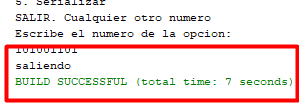 5. Serializar
SALIR. Cualquier otro numero
Escribe el numero de la opcion:
101001101
saliendo
BUILD SUCCESSFUL (total time: 7 seconds)